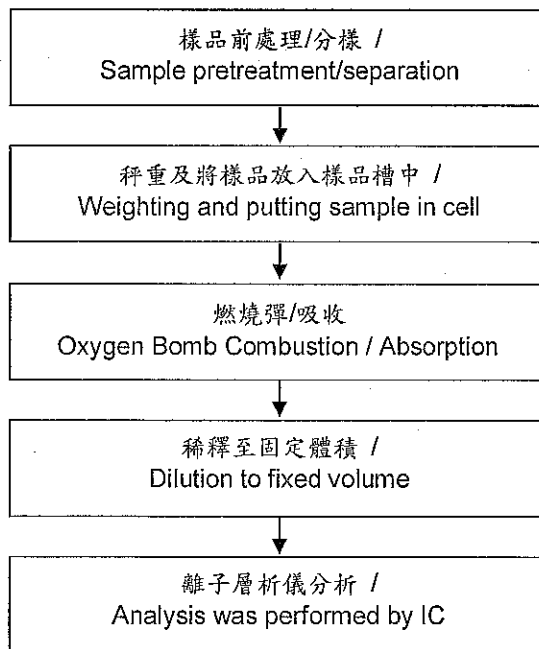 樣品前處理/分樣 /
Sample pretreatment/separation
秤重及將樣品放入樣品槽中 /
Weighting and putting sample in cell
燃燒彈/吸收
Oxygen Bomb Combustion / Absorption
稀釋至固定體積 /
Dilution to fixed volume
離子層析儀分析 /
Analysis was performed by IC